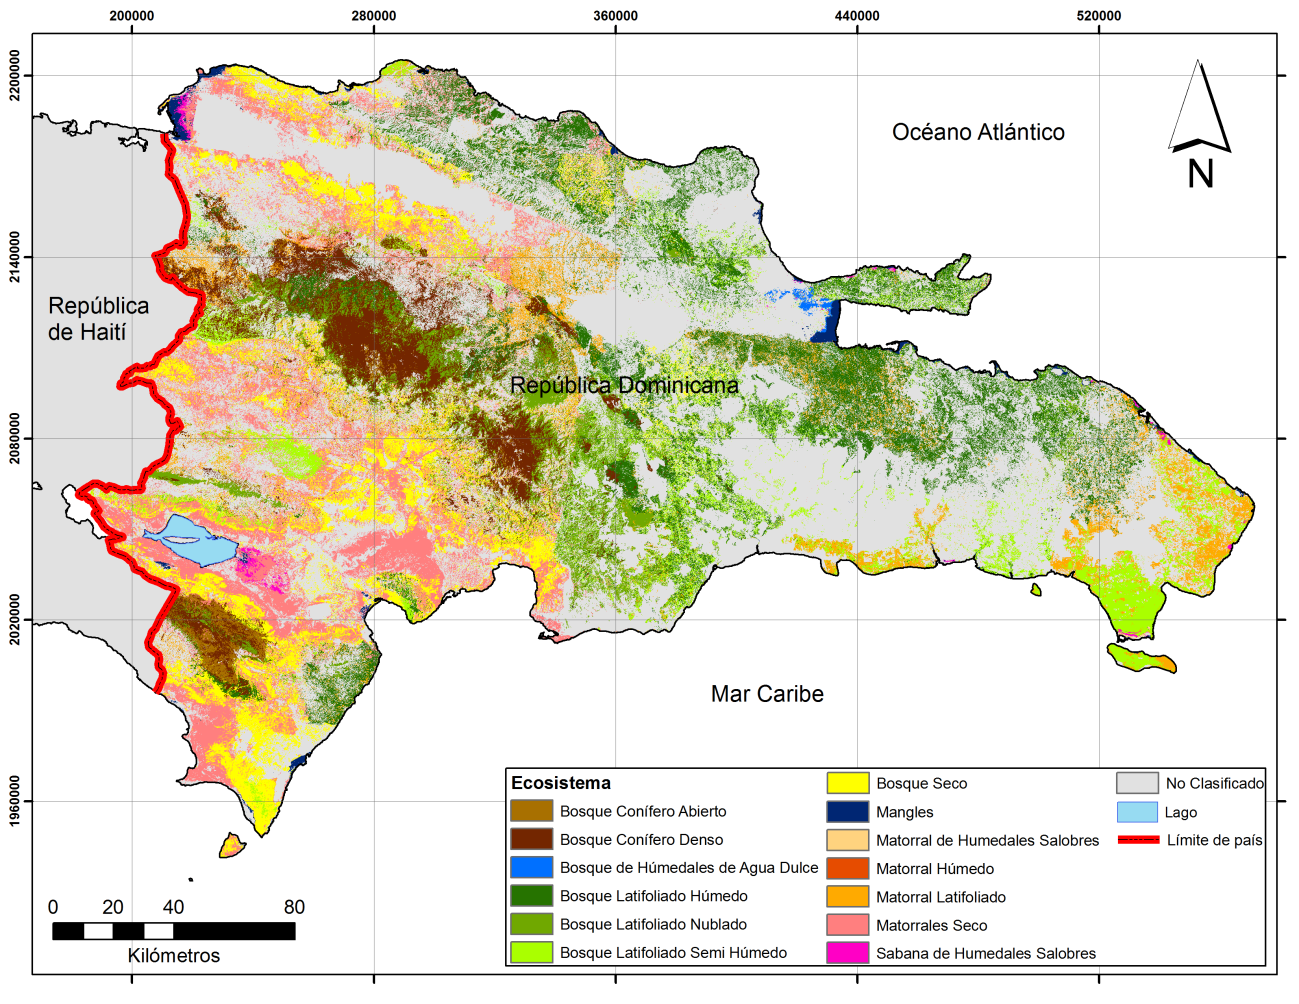 200000
280000
360000
440000
520000
2200000
2140000
2080000
2020000
1960000
Océano Atlántico
N
República
de Haití
República Dominicana
Mar Caribe
Ecosistema
Bosque Conífero Abierto
Bosque Conífero Denso
Bosque de Húmedales de Agua Dulce
Bosque Latifoliado Húmedo
Bosque Latifoliado Nublado
Bosque Latifoliado Semi Húmedo
Bosque Seco
Mangles
Matorral de Humedales Salobres
Matorral Húmedo
Matorral Latifoliado
Matorrales Seco
Sabana de Humedales Salobres
No Clasificado
Lago
Límite de país
0 20 40 80
Kilómetros